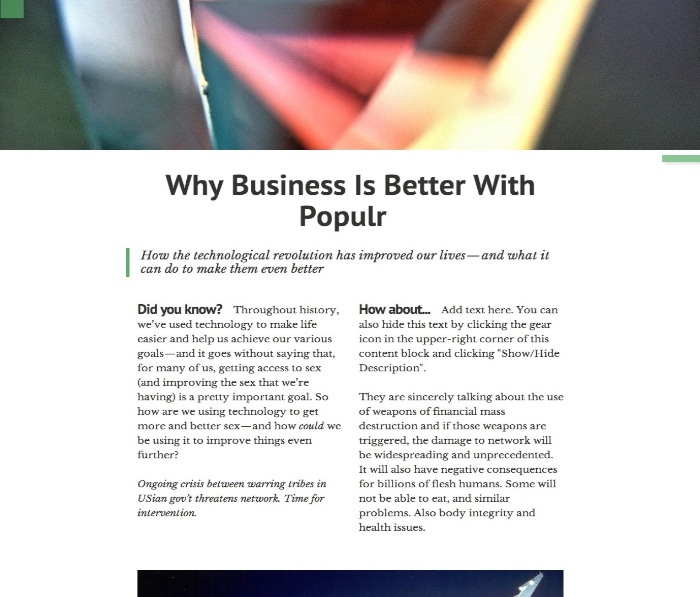 Why Business Is Better With
Populr
How the technological revolution has improved our lives—and what it
can do to make them even better
Did you know? Throughout history,
we've used technology to make life
easier and help us achieve our various
goals—and it goes without saying that,
for many of us, getting access to sex
(and improving the sex that we're
having) is a pretty important goal. So
how are we using technology to get
more and better sex—and how could we
be using it to improve things even
further?
Ongoing crisis between warring tribes in
USian gov't threatens network. Time for
intervention.
How about... Add text here. You can
also hide this text by clicking the gear
icon in the upper-right corner of this
content block and clicking "Show/Hide
Description".
They are sincerely talking about the use
of weapons of financial mass
destruction and if those weapons are
triggered, the damage to network will
be widespreading and unprecedented.
It will also have negative consequences
for billions of flesh humans. Some will
not be able to eat, and similar
problems. Also body integrity and
health issues.